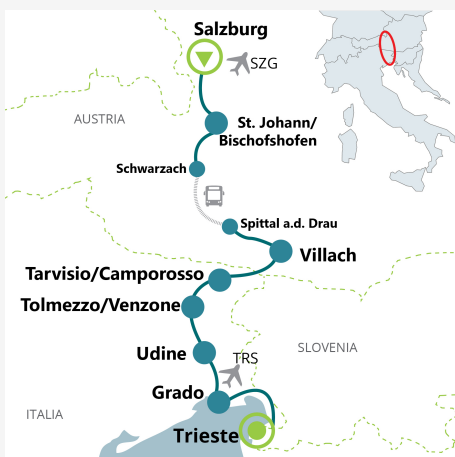 Salzburg
SZG
AUSTRIA
St. Johann/
Bischofshofen
Schwarzach
Spittal a.d. Drau
Villach
Tarvisio/Camporosso
Tolmezzo/Venzone
SLOVENIA
Udine
TRS
Grado
ITALIA
Trieste